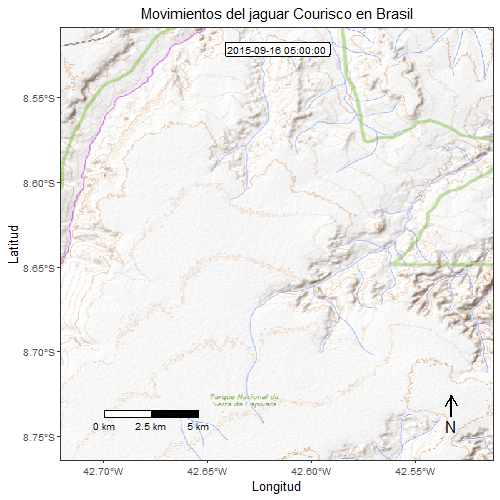 Movimientos del jaguar Courisco en Brasil
2015-09-16 05:00:00
8.55°S
8.60°S
8.65°S
8.70°S
8.75°S
Latitud
Parque Nacional da
Serra da Capivara
0 km 2.5 km 5 km
N
42.70°W 42.65°W 42.60°W 42.55°W
Longitud